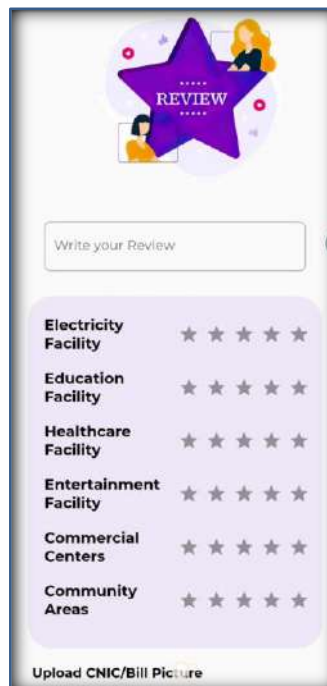 REVIEW
Write your Review
Electricity
Facility
Education
Facility
Healthcare
Facility
Entertainment
Facility
Commercial
Centers
Community
Areas
Upload CNIC/Bill Picture